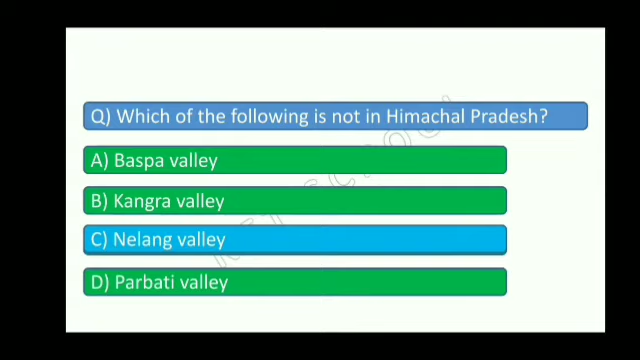 Q) Which of the following is not in Himachal Pradesh?
A) Baspa valley
B) Kangra valley
C) Nelang valley
D) Parbati valley